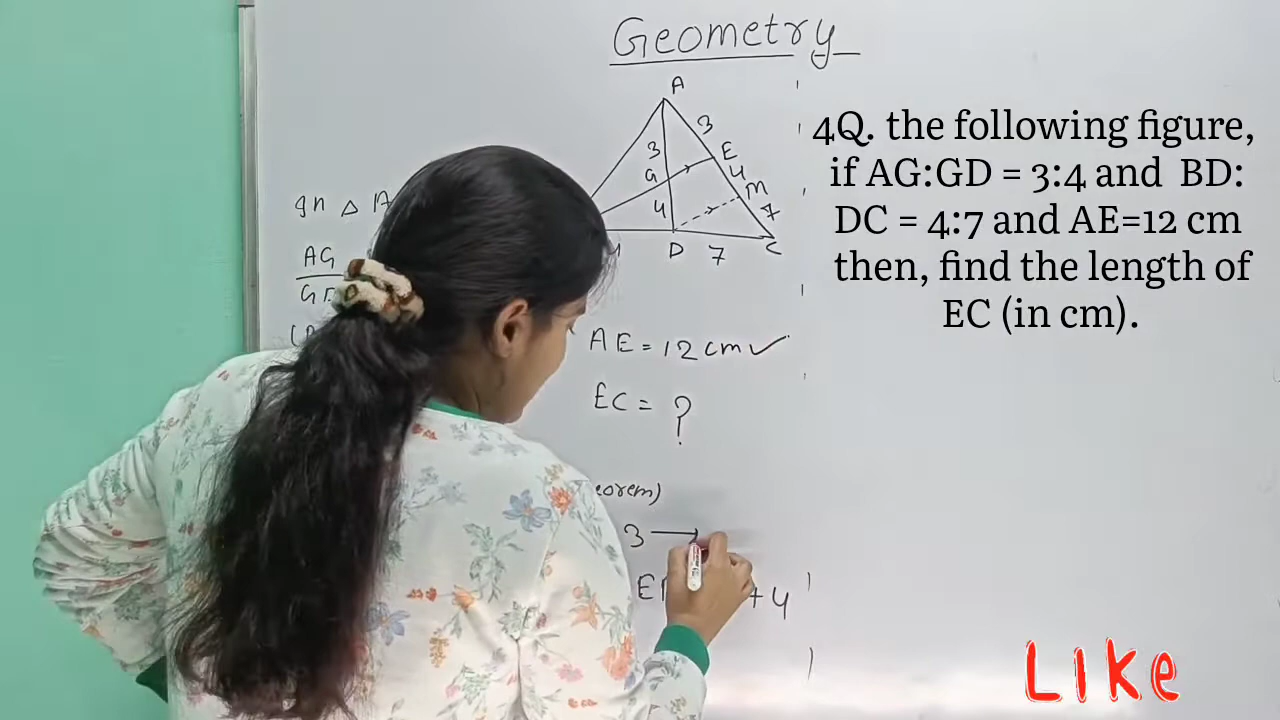 Geometry
A
3
3
E
G
4
M
4
7
D
7
C
4Q. the following figure,
if AG:GD = 3:4 and BD:
DC = 4:7 and AE=12 cm
then, find the length of
EC (in cm).
In △ A
AG
AE = 12 cm ✓
EC = ?
3 →
+ 4
LIKe